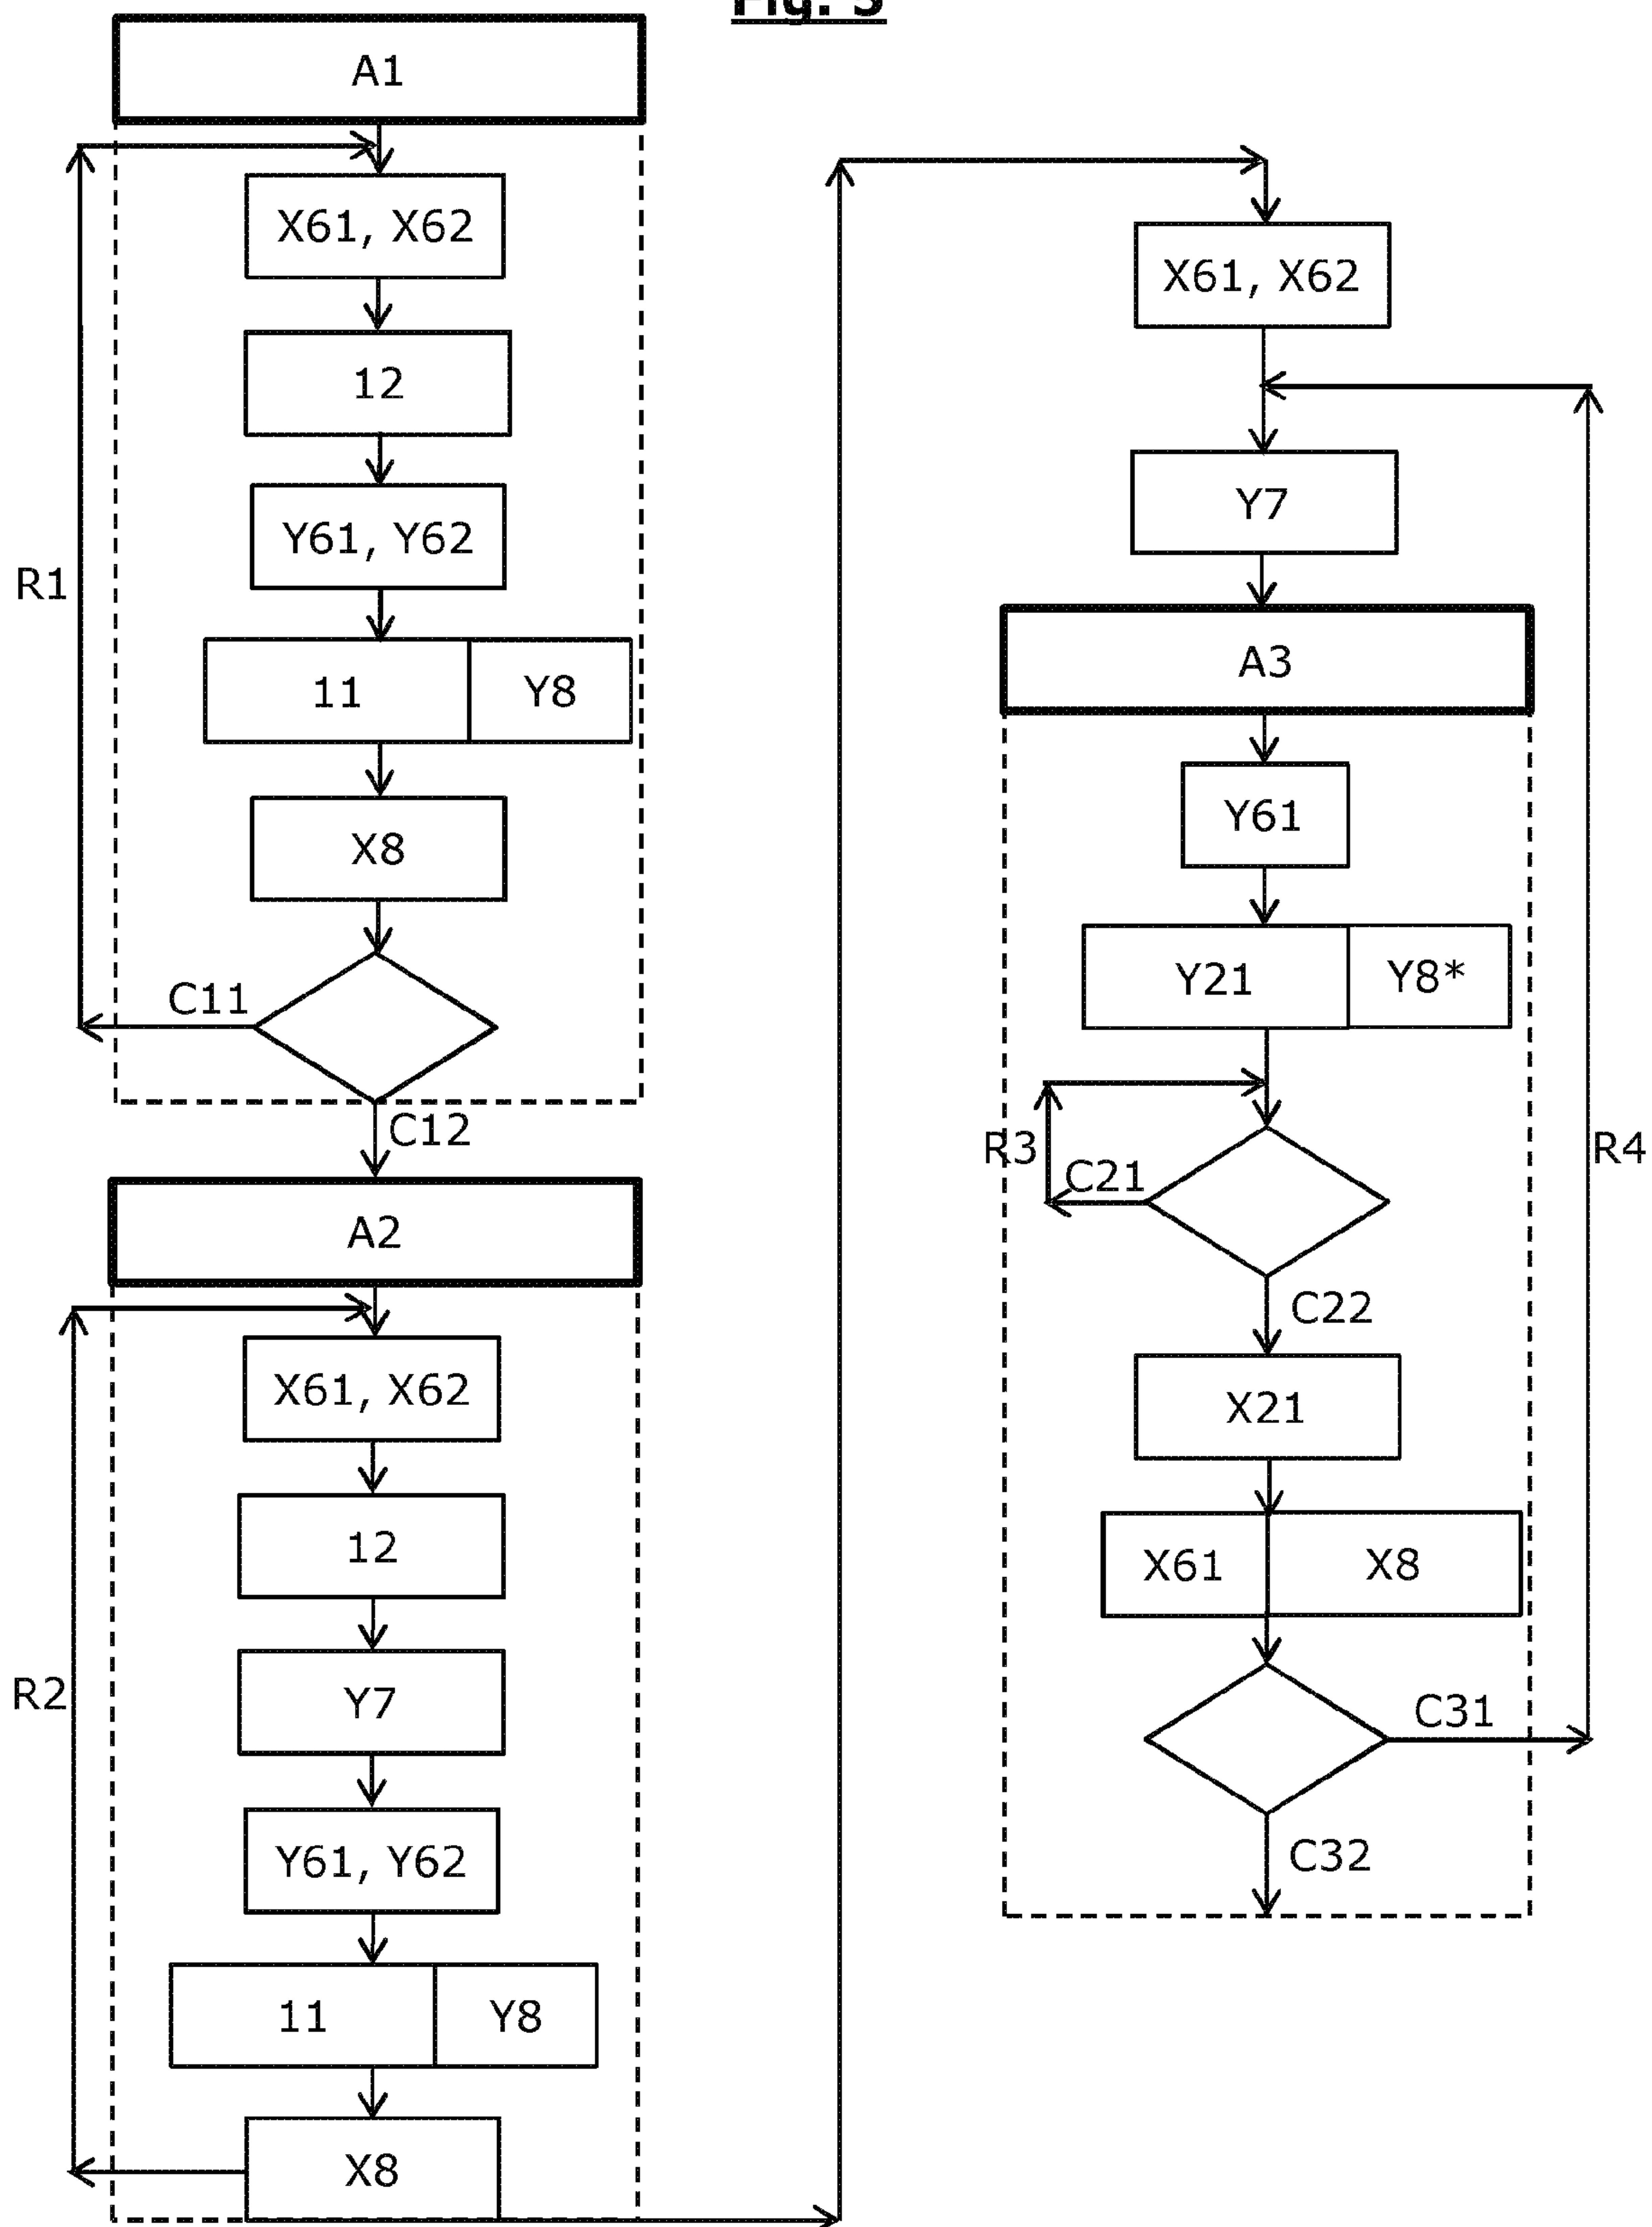 Fig. 3
A1
X61, X62
12
Y61, Y62
R1
11 Y8
X8
C11
C12
A2
X61, X62
12
Y7
R2
Y61, Y62
11 Y8
X8
X61, X62
Y7
A3
Y61
Y21 Y8*
R3
C21
R4
C22
X21
X61 X8
C31
C32